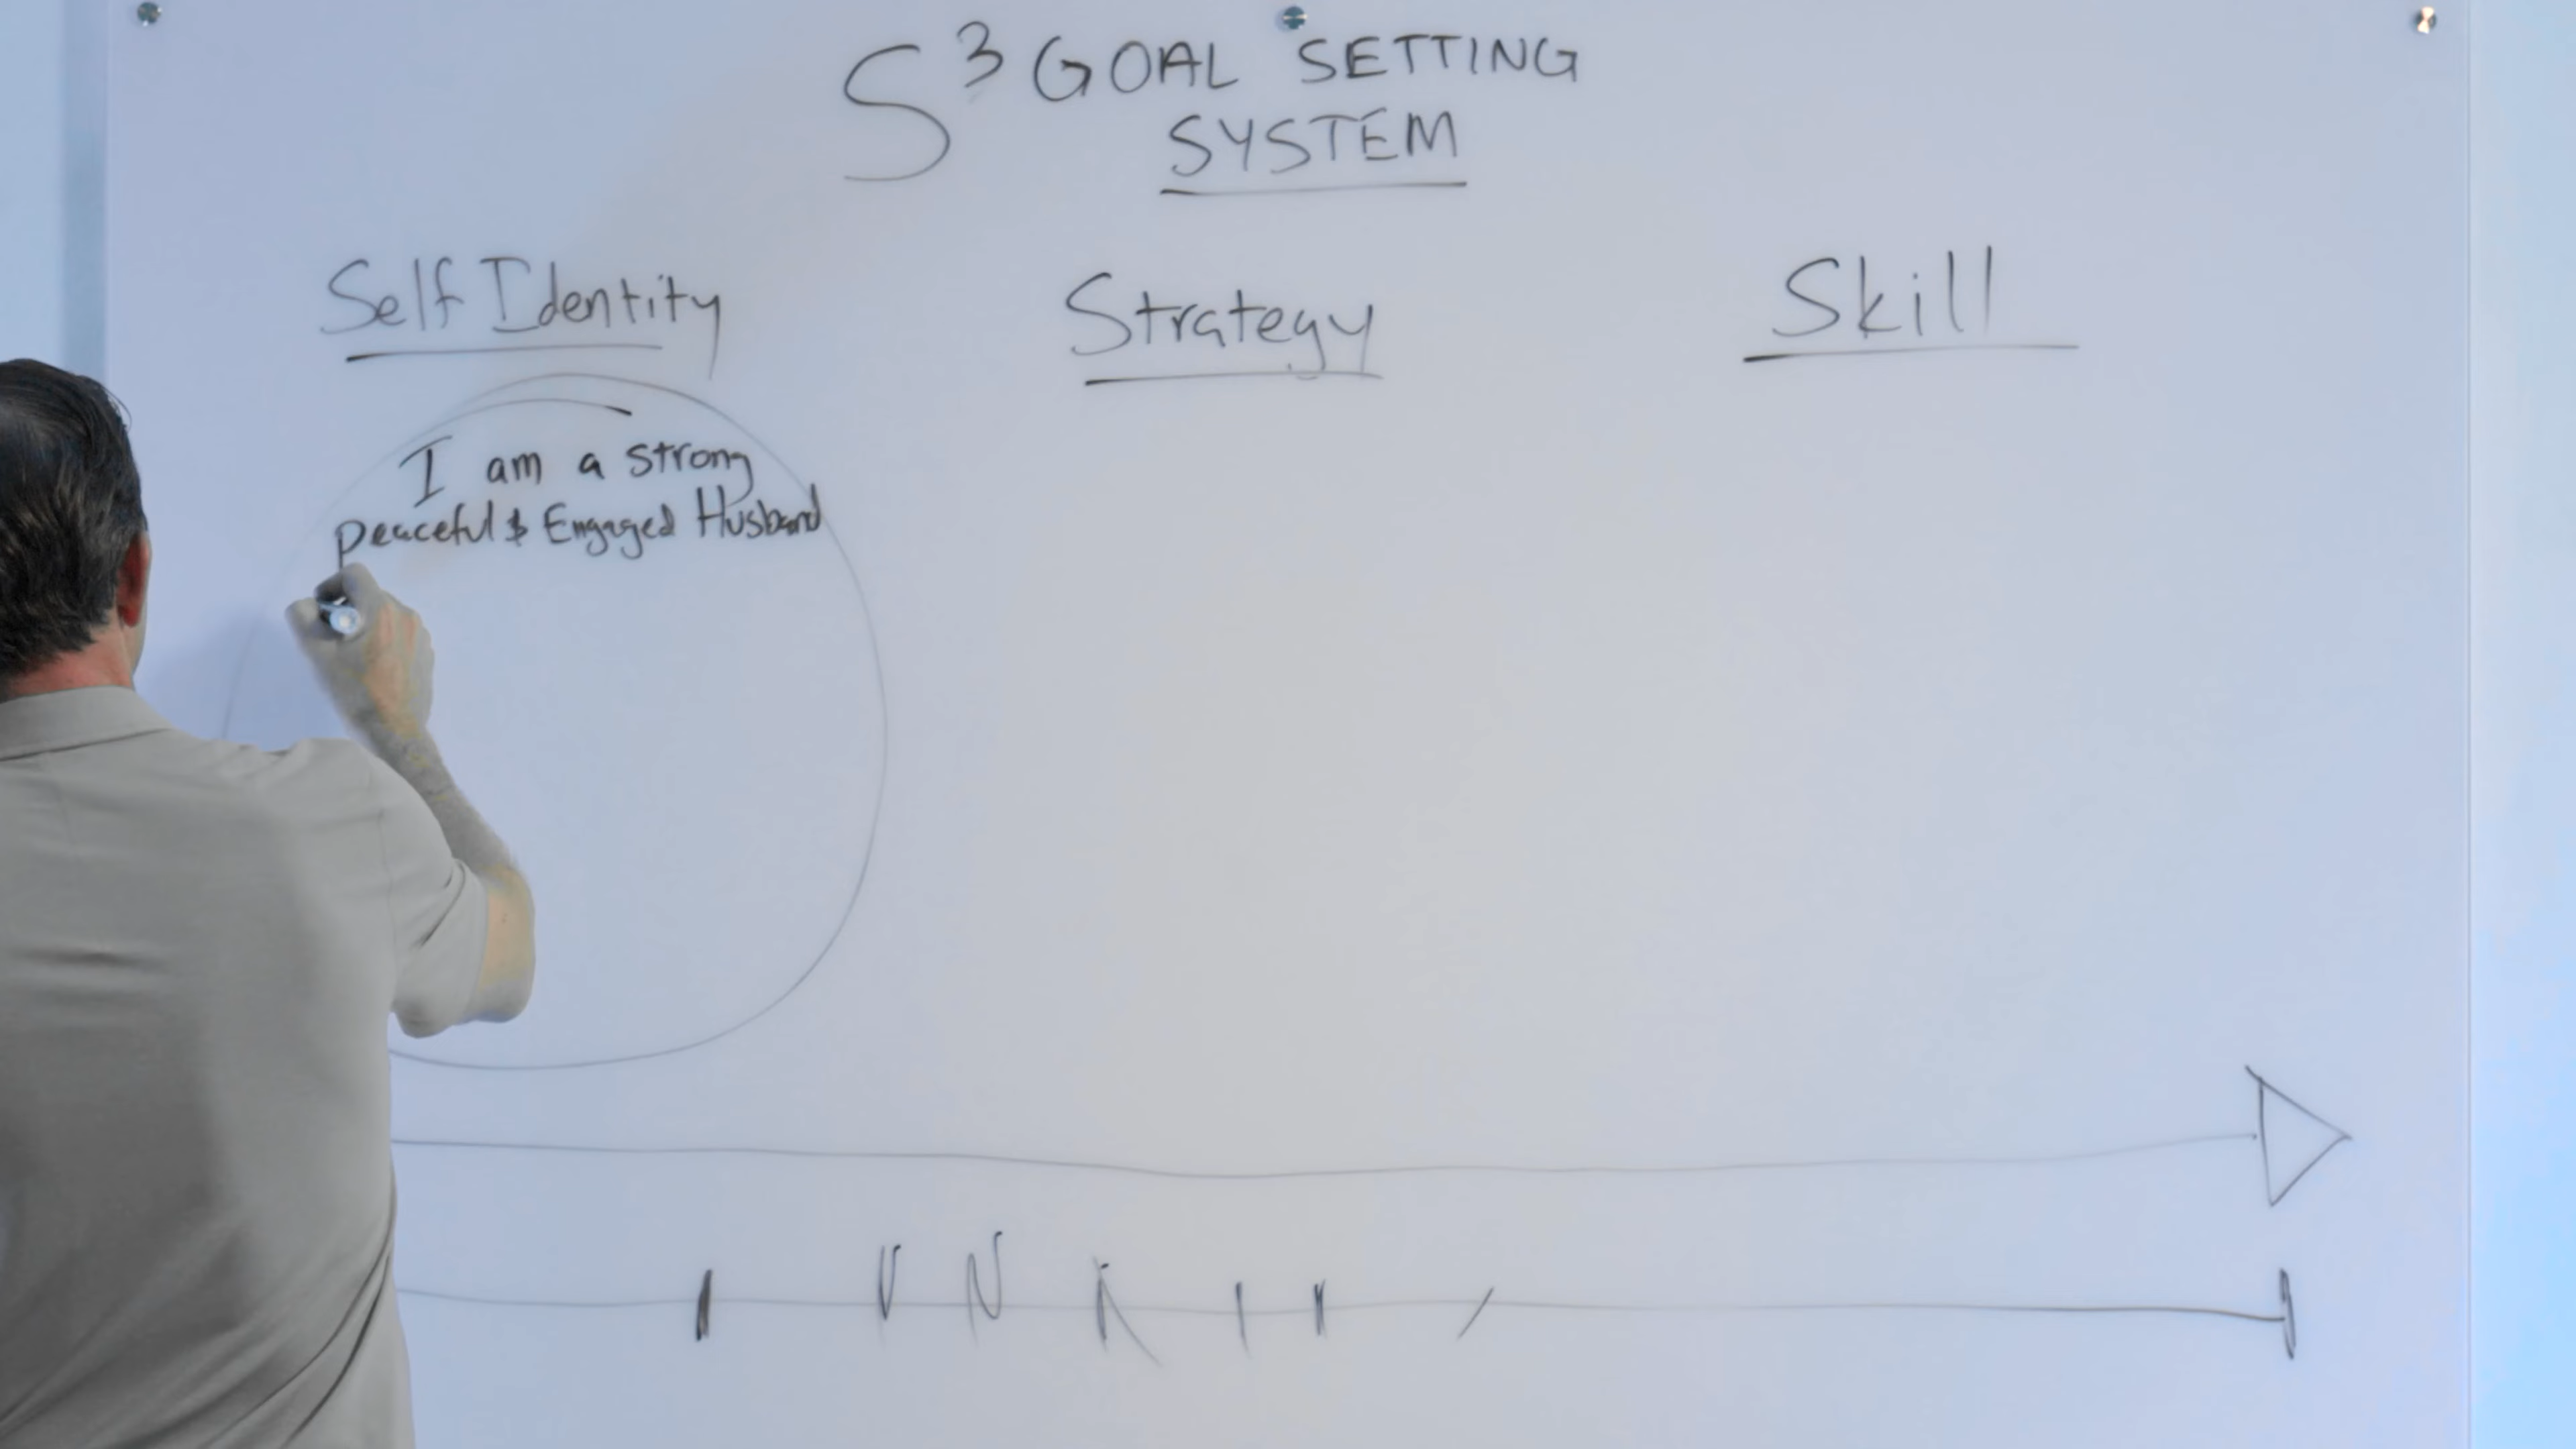 S³ GOAL SETTING
SYSTEM
Self Identity
Strategy
Skill
I am a strong
peaceful & Engaged Husband